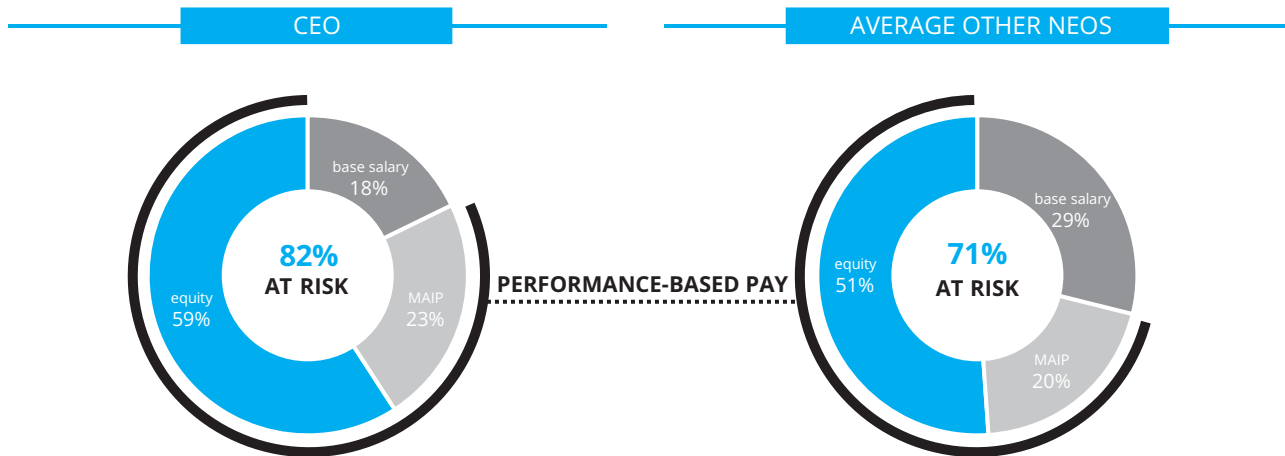 CEO
AVERAGE OTHER NEOS
base salary
18%
82%
AT RISK
equity
59%
MAIP
23%
PERFORMANCE-BASED PAY
base salary
29%
71%
AT RISK
equity
51%
MAIP
20%